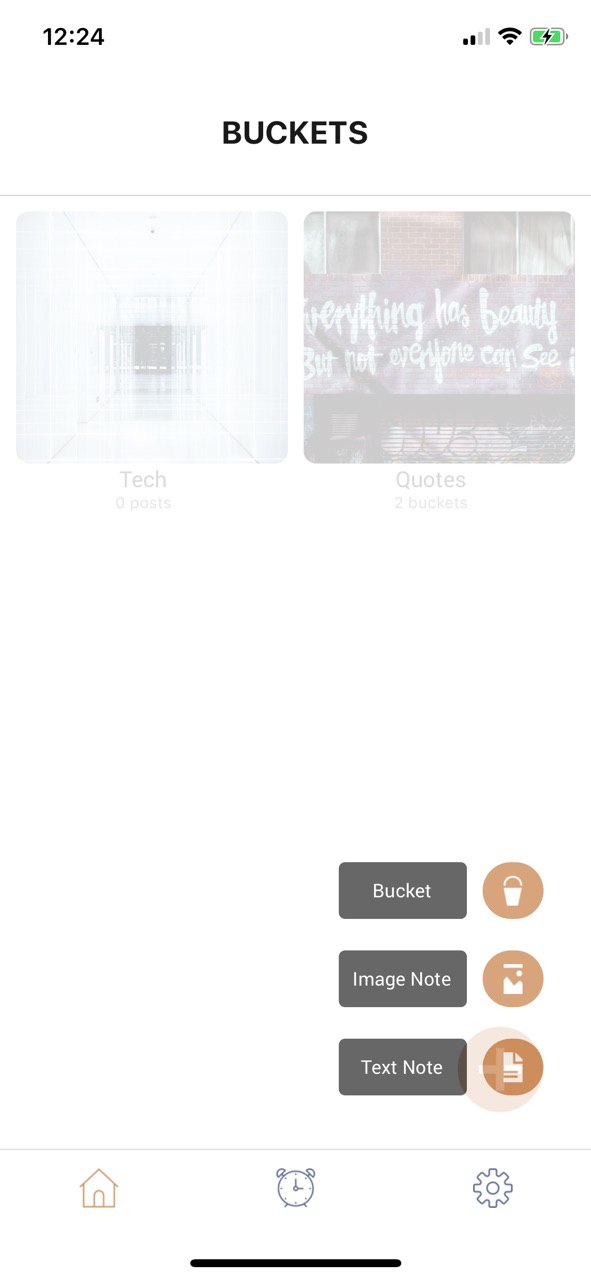 12:24
BUCKETS
Everything has beauty
But not everyone can See i
Tech
Quotes
0 posts
2 buckets
Bucket
Image Note
Text Note